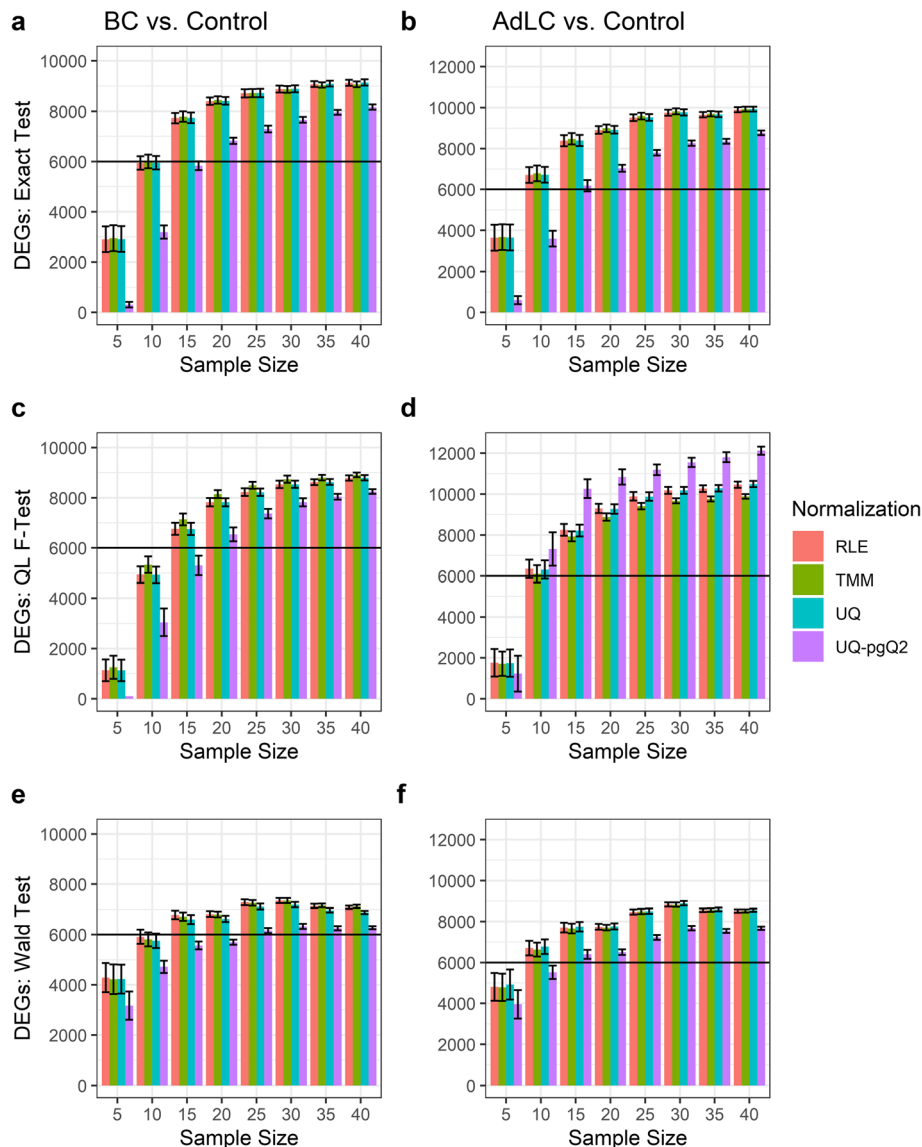 a BC vs. Control
b AdLC vs. Control
DEGs: Exact Test
10000
8000
6000
4000
2000
0
5 10 15 20 25 30 35 40
Sample Size
12000
10000
8000
6000
4000
2000
0
5 10 15 20 25 30 35 40
Sample Size
c
d
DEGs: QL F-Test
10000
8000
6000
4000
2000
0
5 10 15 20 25 30 35 40
Sample Size
12000
10000
8000
6000
4000
2000
0
5 10 15 20 25 30 35 40
Sample Size
Normalization
RLE
TMM
UQ
UQ-pgQ2
e
f
DEGs: Wald Test
10000
8000
6000
4000
2000
0
5 10 15 20 25 30 35 40
Sample Size
12000
10000
8000
6000
4000
2000
0
5 10 15 20 25 30 35 40
Sample Size